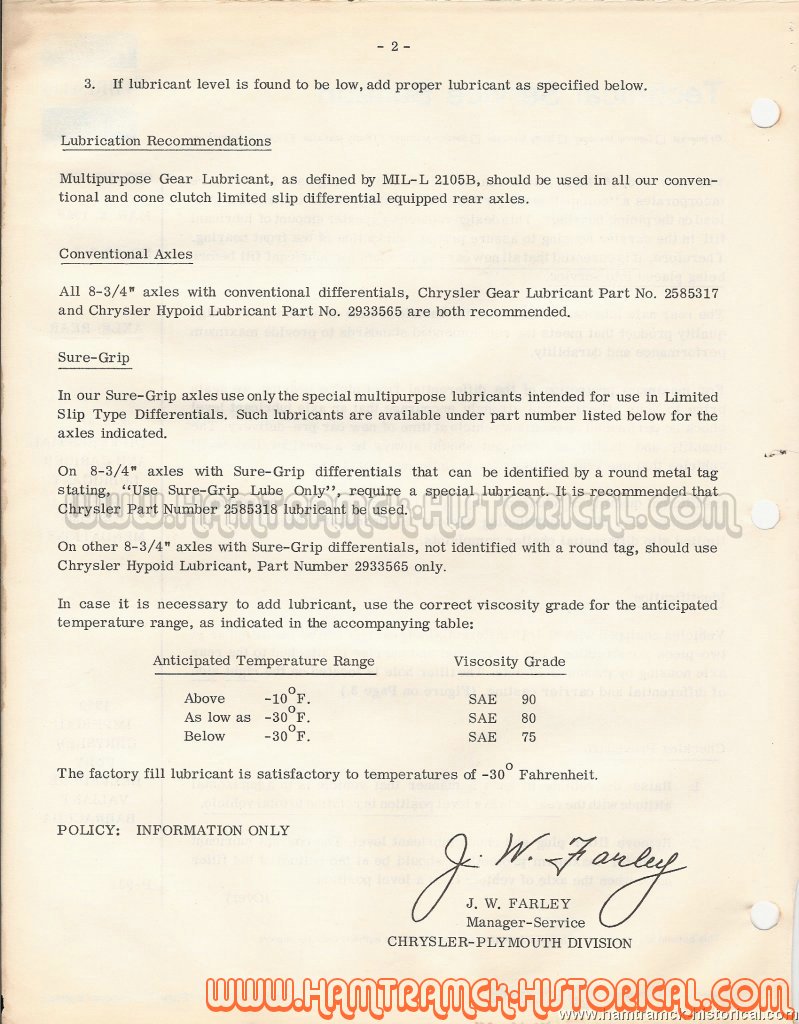 - 2 -
3. If lubricant level is found to be low, add proper lubricant as specified below.
Lubrication Recommendations
Multipurpose Gear Lubricant, as defined by MIL-L 2105B, should be used in all our conven-
tional and cone clutch limited slip differential equipped rear axles.
Conventional Axles
All 8-3/4" axles with conventional differentials, Chrysler Gear Lubricant Part No. 2585317
and Chrysler Hypoid Lubricant Part No. 2933565 are both recommended.
Sure-Grip
In our Sure-Grip axles use only the special multipurpose lubricants intended for use in Limited
Slip Type Differentials. Such lubricants are available under part number listed below for the
axles indicated.
On 8-3/4" axles with Sure-Grip differentials that can be identified by a round metal tag
stating, "Use Sure-Grip Lube Only", require a special lubricant. It is recommended that
Chrysler Part Number 2585318 lubricant be used.
www.HAMTRAMCK-HISTORICAL.COM
On other 8-3/4" axles with Sure-Grip differentials, not identified with a round tag, should use
Chrysler Hypoid Lubricant, Part Number 2933565 only.
In case it is necessary to add lubricant, use the correct viscosity grade for the anticipated
temperature range, as indicated in the accompanying table:
Anticipated Temperature Range Viscosity Grade
Above -10°F. SAE 90
As low as -30°F. SAE 80
Below -30°F. SAE 75
The factory fill lubricant is satisfactory to temperatures of -30° Fahrenheit.
POLICY: INFORMATION ONLY
J. W. Farley
J. W. FARLEY
Manager-Service
CHRYSLER-PLYMOUTH DIVISION
www.HAMTRAMCK-HISTORICAL.COM
www.hamtramck-historical.com